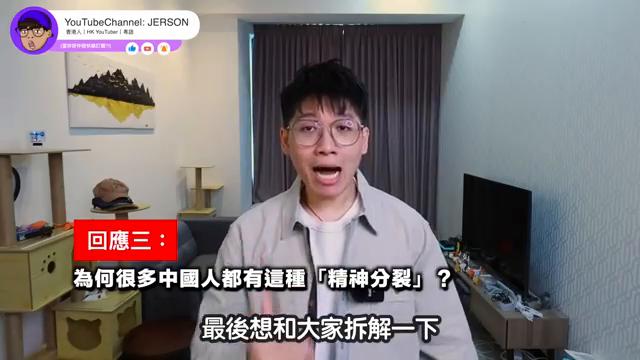 YouTubeChannel: JERSON
香港人｜HK YouTuber｜粵語
回應三：
為何很多中國人都有這種「精神分裂」？
最後想和大家拆解一下